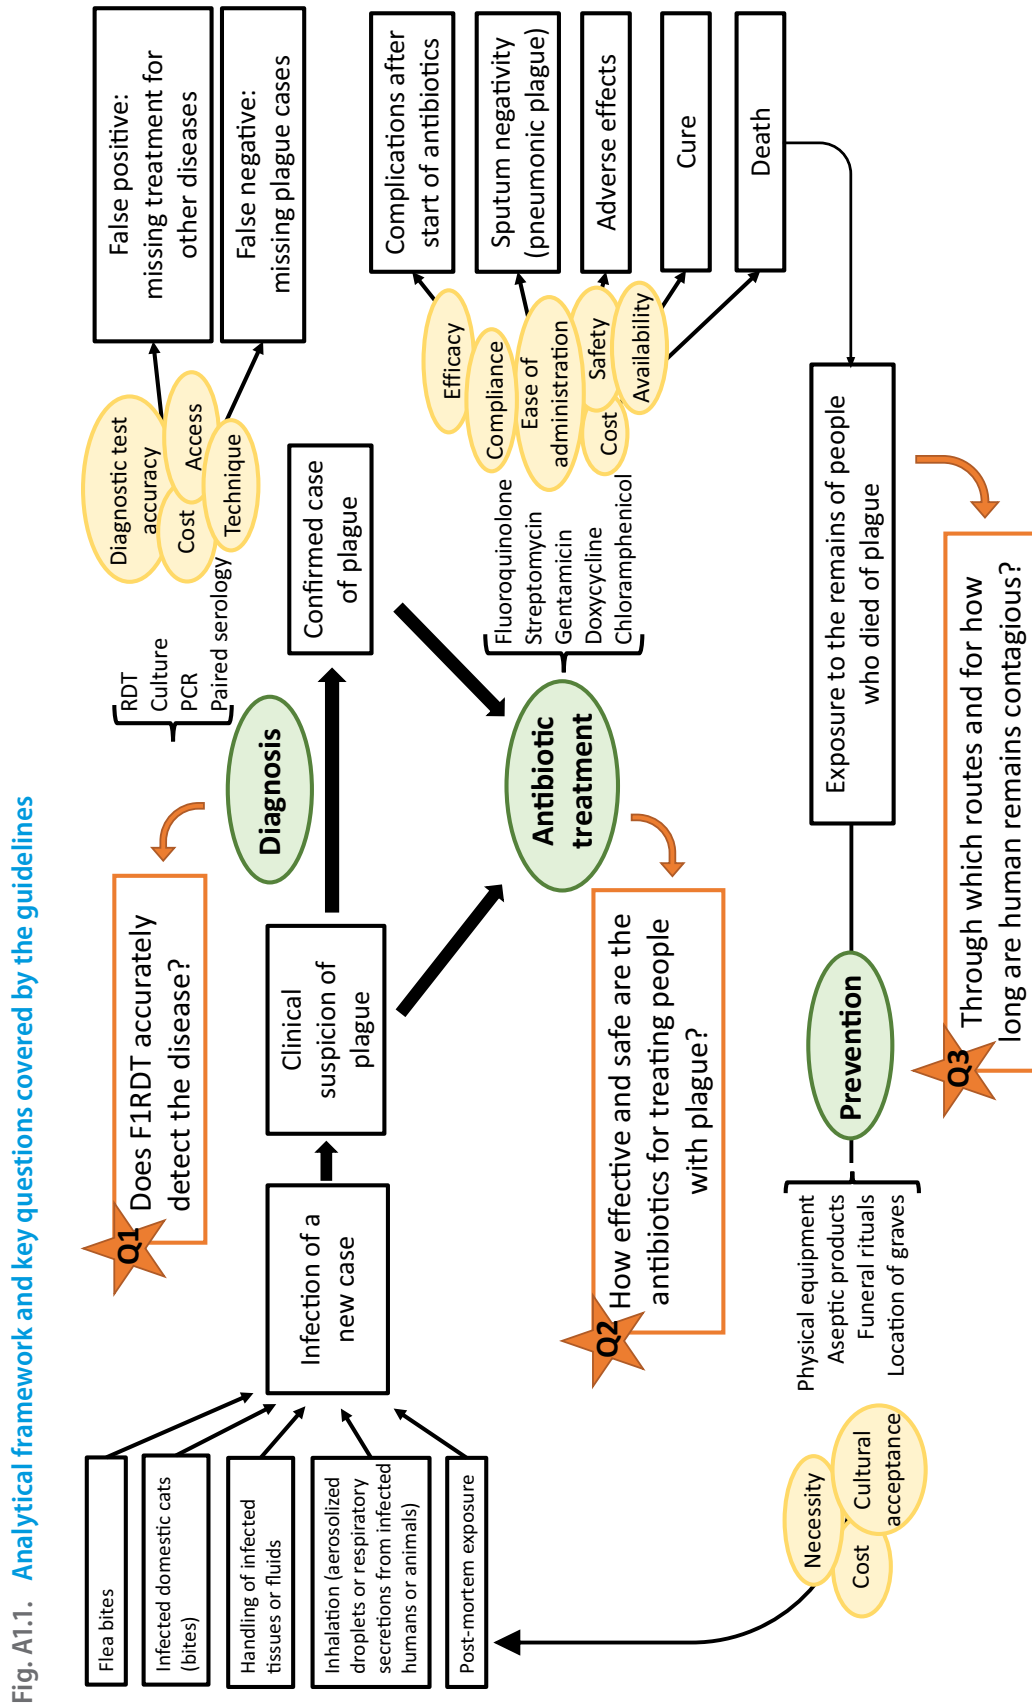 Fig. A1.1. Analytical framework and key questions covered by the guidelines
Flea bites
Infected domestic cats
(bites)
Handling of infected
tissues or fluids
Inhalation (aerosolized
droplets or respiratory
secretions from infected
humans or animals)
Post-mortem exposure
Infection of a
new case
Clinical
suspicion of
plague
Confirmed case
of plague
Q1
Does F1RDT accurately
detect the disease?
Diagnosis
RDT
Culture
PCR
Paired serology
Diagnostic test
accuracy
Cost
Access
Technique
False positive:
missing treatment for
other diseases
False negative:
missing plague cases
Q2
How effective and safe are the
antibiotics for treating people
with plague?
Antibiotic
treatment
Fluoroquinolone
Streptomycin
Gentamicin
Doxycycline
Chloramphenicol
Efficacy
Compliance
Ease of
administration
Cost
Safety
Availability
Complications after
start of antibiotics
Sputum negativity
(pneumonic plague)
Adverse effects
Cure
Death
Necessity
Cost
Cultural
acceptance
Physical equipment
Aseptic products
Funeral rituals
Location of graves
Prevention
Exposure to the remains of people
who died of plague
Q3
Through which routes and for how
long are human remains contagious?